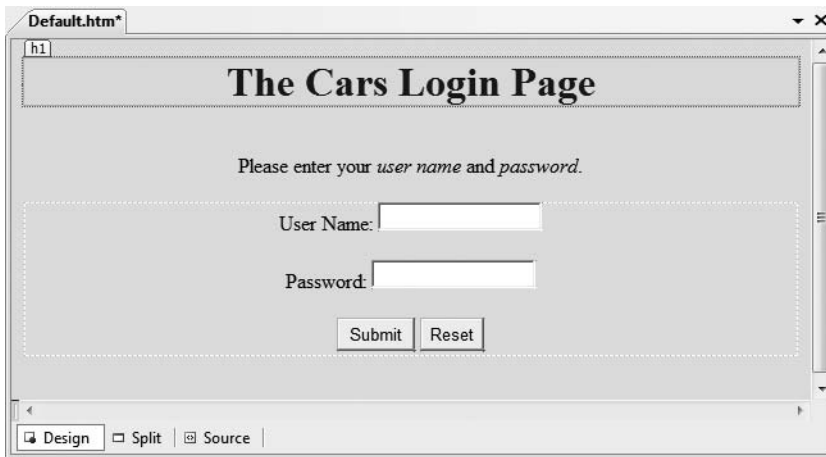 Default.htm*
h1
The Cars Login Page
Please enter your user name and password.
User Name:
Password:
Submit Reset
Design Split Source